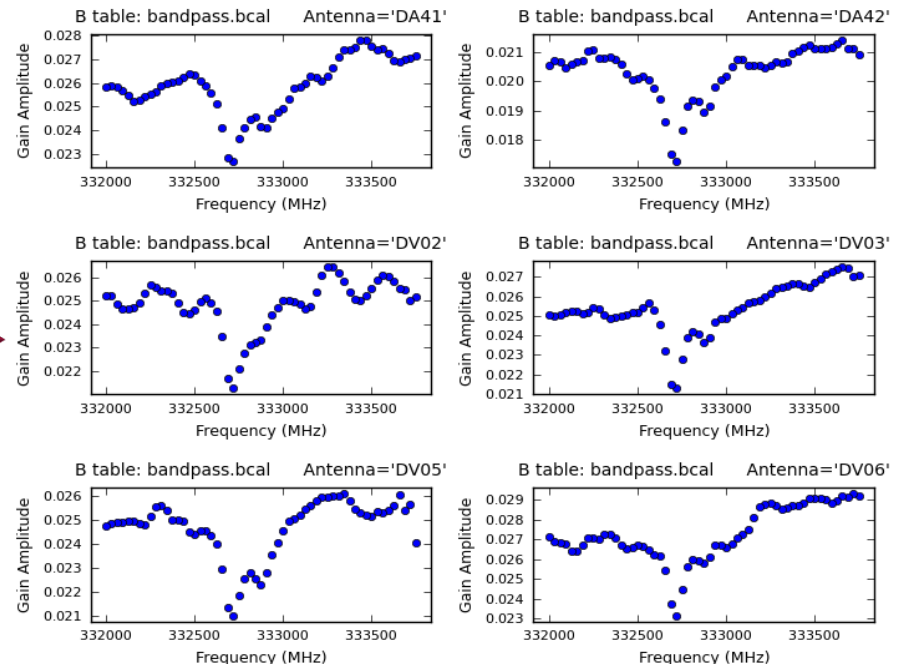 B table: bandpass.bcal Antenna='DA41'
B table: bandpass.bcal Antenna='DA42'
Gain Amplitude
0.028
0.027
0.026
0.025
0.024
0.023
332000 332500 333000 333500
Frequency (MHz)
Gain Amplitude
0.021
0.020
0.019
0.018
332000 332500 333000 333500
Frequency (MHz)
B table: bandpass.bcal Antenna='DV02'
B table: bandpass.bcal Antenna='DV03'
Gain Amplitude
0.026
0.025
0.024
0.023
0.022
332000 332500 333000 333500
Frequency (MHz)
Gain Amplitude
0.027
0.026
0.025
0.024
0.023
0.022
0.021
332000 332500 333000 333500
Frequency (MHz)
B table: bandpass.bcal Antenna='DV05'
B table: bandpass.bcal Antenna='DV06'
Gain Amplitude
0.026
0.025
0.024
0.023
0.022
0.021
332000 332500 333000 333500
Frequency (MHz)
Gain Amplitude
0.029
0.028
0.027
0.026
0.025
0.024
0.023
332000 332500 333000 333500
Frequency (MHz)